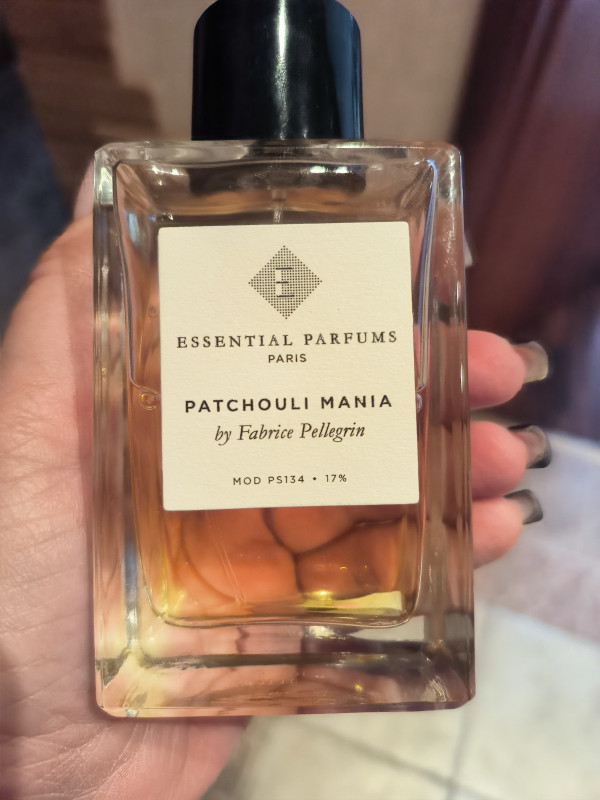 E
ESSENTIAL PARFUMS
PARIS
PATCHOULI MANIA
by Fabrice Pellegrin
MOD PS134 • 17%